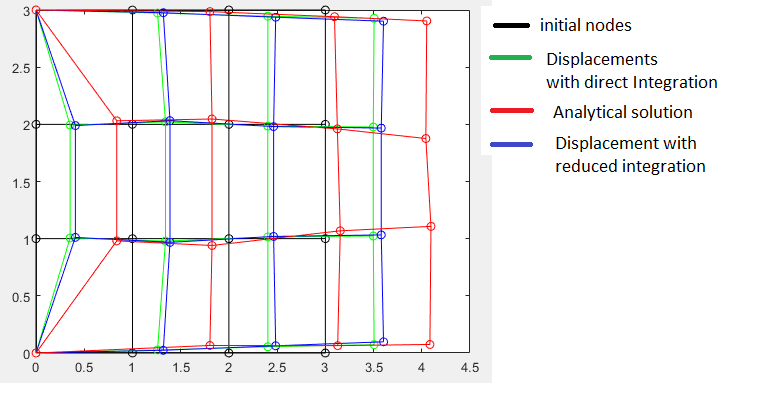 3
2.5
2
1.5
1
0.5
0
0
0.5
1
1.5
2
2.5
3
3.5
4
4.5
initial nodes
Displacements
with direct Integration
Analytical solution
Displacement with
reduced integration